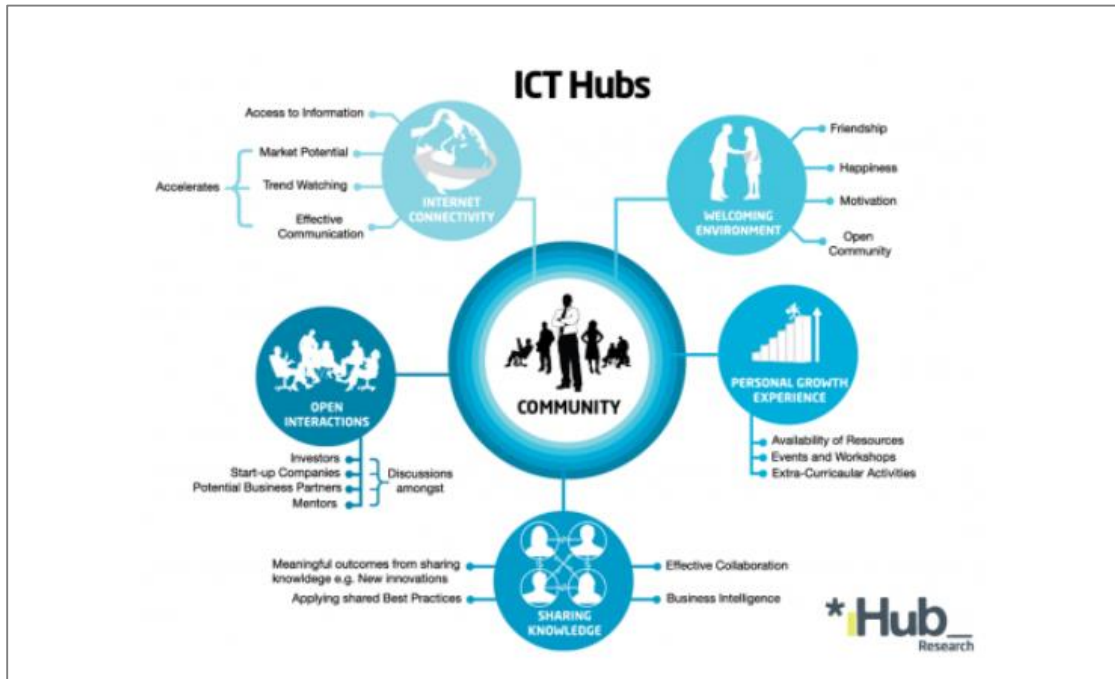 ICT Hubs
Access to Information
Market Potential
Accelerates
Trend Watching
Effective
Communication
INTERNET
CONNECTIVITY
Friendship
Happiness
Motivation
Open
Community
WELCOMING
ENVIRONMENT
COMMUNITY
OPEN
INTERACTIONS
Investors
Start-up Companies
Potential Business Partners
Mentors
Discussions
amongst
PERSONAL GROWTH
EXPERIENCE
Availability of Resources
Events and Workshops
Extra-Curricaular Activities
Meaningful outcomes from sharing
knowldege e.g. New innovations
Applying shared Best Practices
Effective Collaboration
Business Intelligence
SHARING
KNOWLEDGE
*iHub_
Research